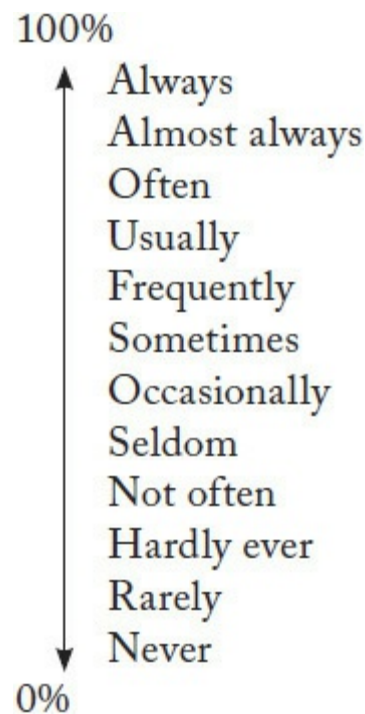 100%
Always
Almost always
Often
Usually
Frequently
Sometimes
Occasionally
Seldom
Not often
Hardly ever
Rarely
Never
0%